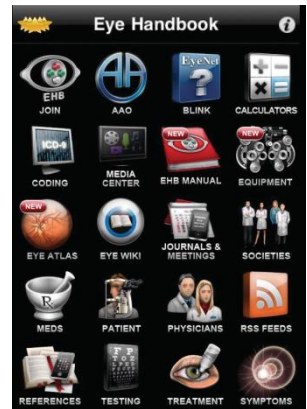 Eye Handbook
EHB
JOIN
AAO
EyeNet
?
BLINK
CALCULATORS
ICD-9
CODING
MEDIA
CENTER
NEW
EHB MANUAL
NEW
EQUIPMENT
NEW
EYE ATLAS
EYE WIKI
JOURNALS &
MEETINGS
SOCIETIES
MEDS
PATIENT
PHYSICIANS
RSS FEEDS
REFERENCES
TESTING
TREATMENT
SYMPTOMS